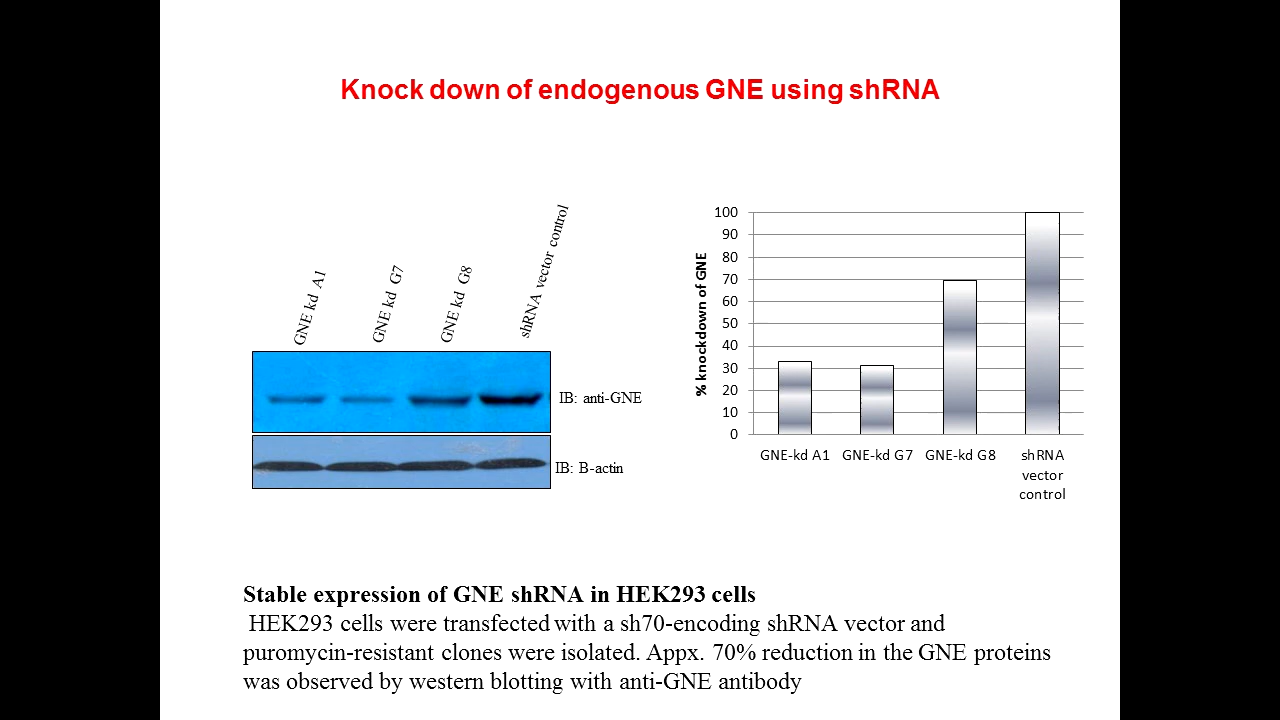 Knock down of endogenous GNE using shRNA
GNE kd A1
GNE kd G7
GNE kd G8
shRNA vector control
IB: anti-GNE
IB: B-actin
% knockdown of GNE
100
90
80
70
60
50
40
30
20
10
0
GNE-kd A1
GNE-kd G7
GNE-kd G8
shRNA
vector
control
Stable expression of GNE shRNA in HEK293 cells
HEK293 cells were transfected with a sh70-encoding shRNA vector and
puromycin-resistant clones were isolated. Appx. 70% reduction in the GNE proteins
was observed by western blotting with anti-GNE antibody